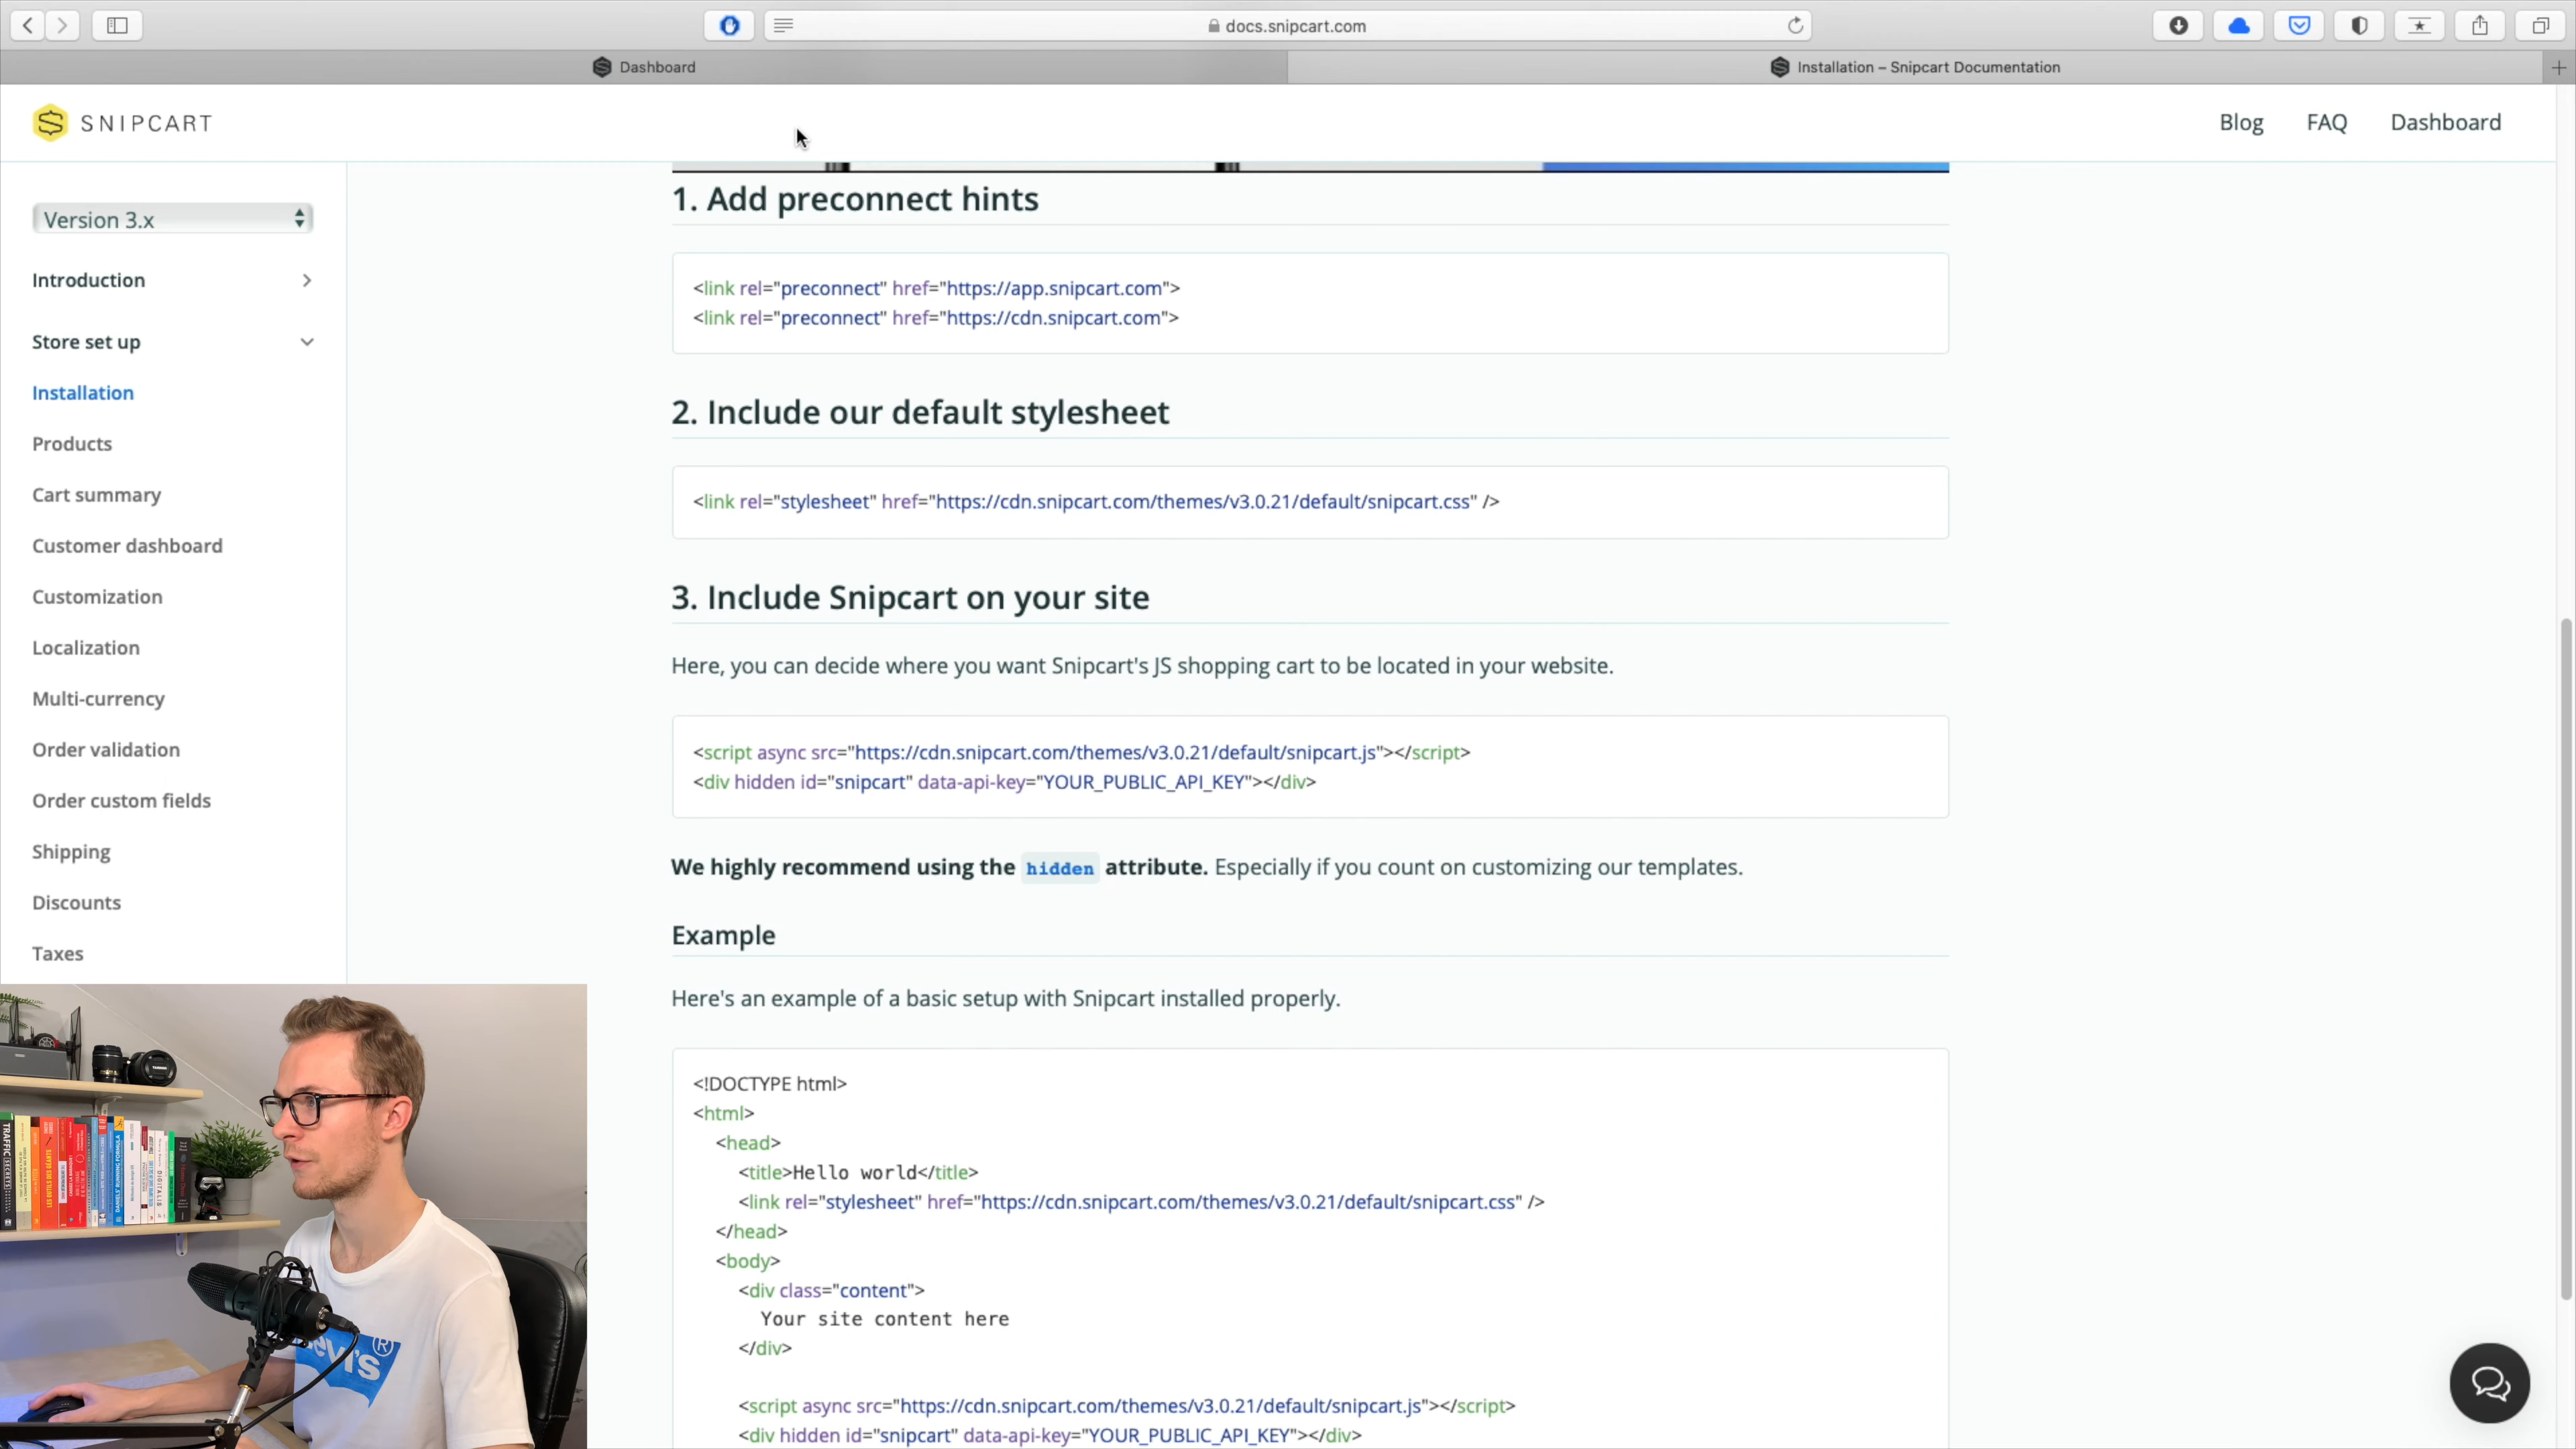 docs.snipcart.com
Dashboard
Installation – Snipcart Documentation
SNIPCART
Blog
FAQ
Dashboard
Version 3.x
Introduction
Store set up
Installation
Products
Cart summary
Customer dashboard
Customization
Localization
Multi-currency
Order validation
Order custom fields
Shipping
Discounts
Taxes
1. Add preconnect hints
<link rel="preconnect" href="https://app.snipcart.com">
<link rel="preconnect" href="https://cdn.snipcart.com">
2. Include our default stylesheet
<link rel="stylesheet" href="https://cdn.snipcart.com/themes/v3.0.21/default/snipcart.css" />
3. Include Snipcart on your site
Here, you can decide where you want Snipcart's JS shopping cart to be located in your website.
<script async src="https://cdn.snipcart.com/themes/v3.0.21/default/snipcart.js"></script>
<div hidden id="snipcart" data-api-key="YOUR_PUBLIC_API_KEY"></div>
We highly recommend using the hidden attribute. Especially if you count on customizing our templates.
Example
Here's an example of a basic setup with Snipcart installed properly.
<!DOCTYPE html>
<html>
<head>
<title>Hello world</title>
<link rel="stylesheet" href="https://cdn.snipcart.com/themes/v3.0.21/default/snipcart.css" />
</head>
<body>
<div class="content">
Your site content here
</div>
<script async src="https://cdn.snipcart.com/themes/v3.0.21/default/snipcart.js"></script>
<div hidden id="snipcart" data-api-key="YOUR_PUBLIC_API_KEY"></div>
TRAFFIC SECRETS